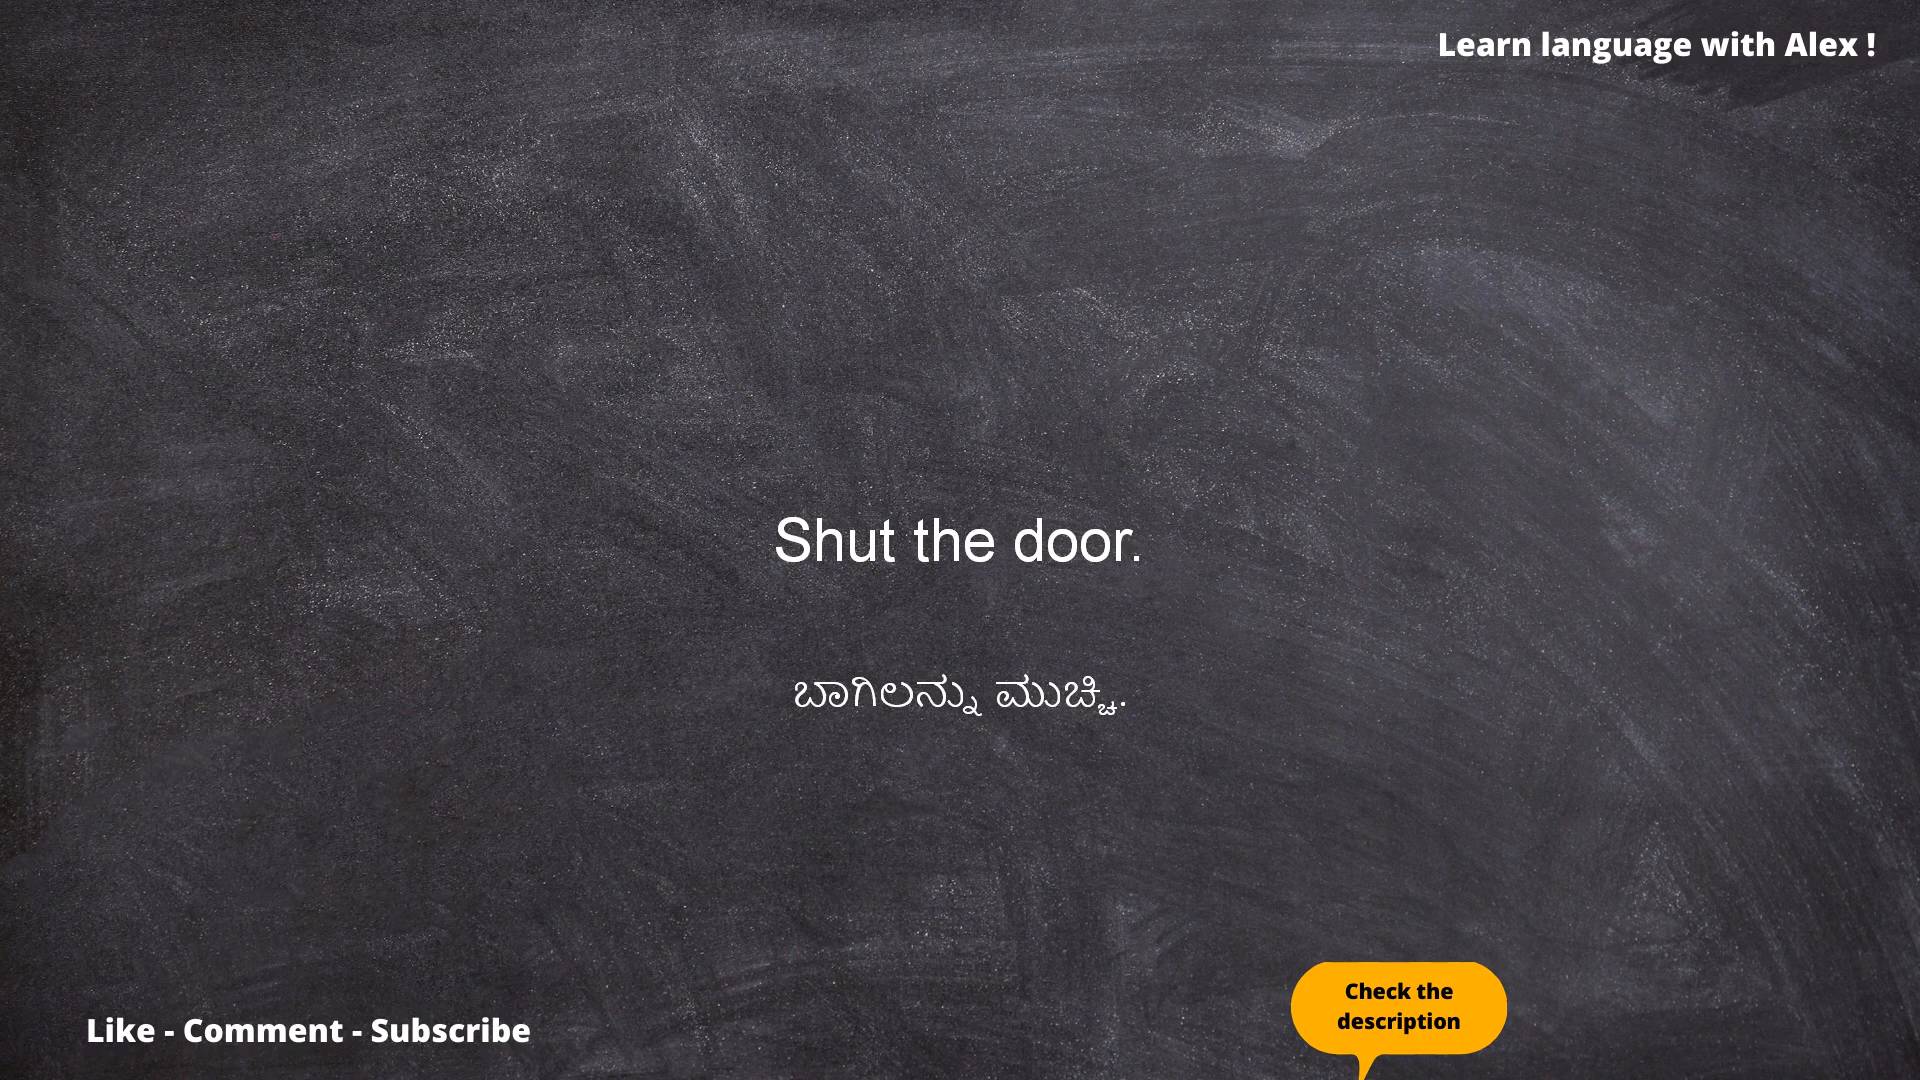 Learn language with Alex !
Shut the door.
ಬಾಗಿಲನ್ನು ಮುಚ್ಚಿ.
Check the
description
Like - Comment - Subscribe